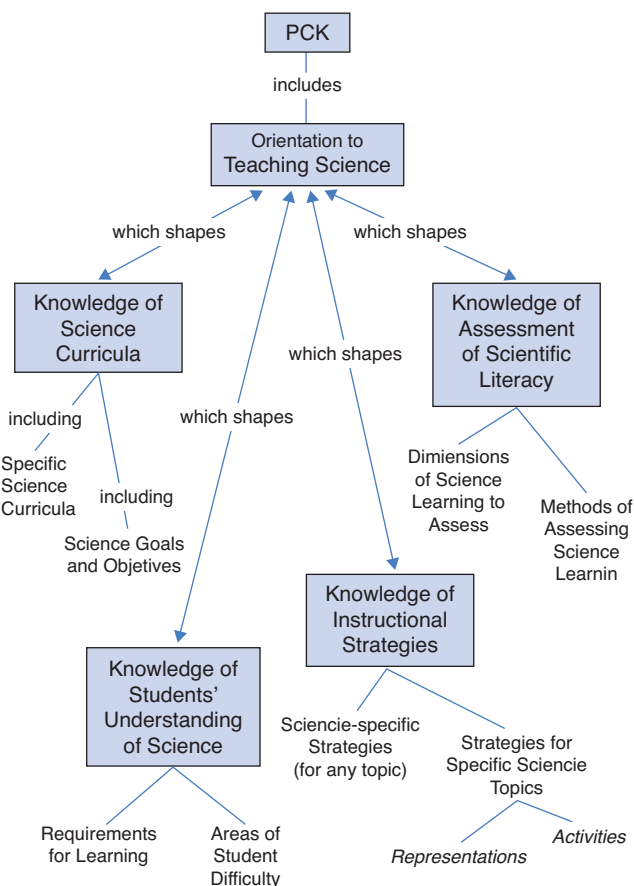 PCK
includes
Orientation to
Teaching Science
which shapes
which shapes
Knowledge of
Science
Curricula
Knowledge of
Assessment
of Scientific
Literacy
which shapes
which shapes
including
Specific
Science
Curricula
including
Science Goals
and Objetives
Dimiensions
of Science
Learning to
Assess
Methods of
Assessing
Science
Learnin
Knowledge of
Instructional
Strategies
Knowledge of
Students’
Understanding
of Science
Sciencie-specific
Strategies
(for any topic)
Strategies for
Specific Sciencie
Topics
Requirements
for Learning
Areas of
Student
Difficulty
Representations
Activities